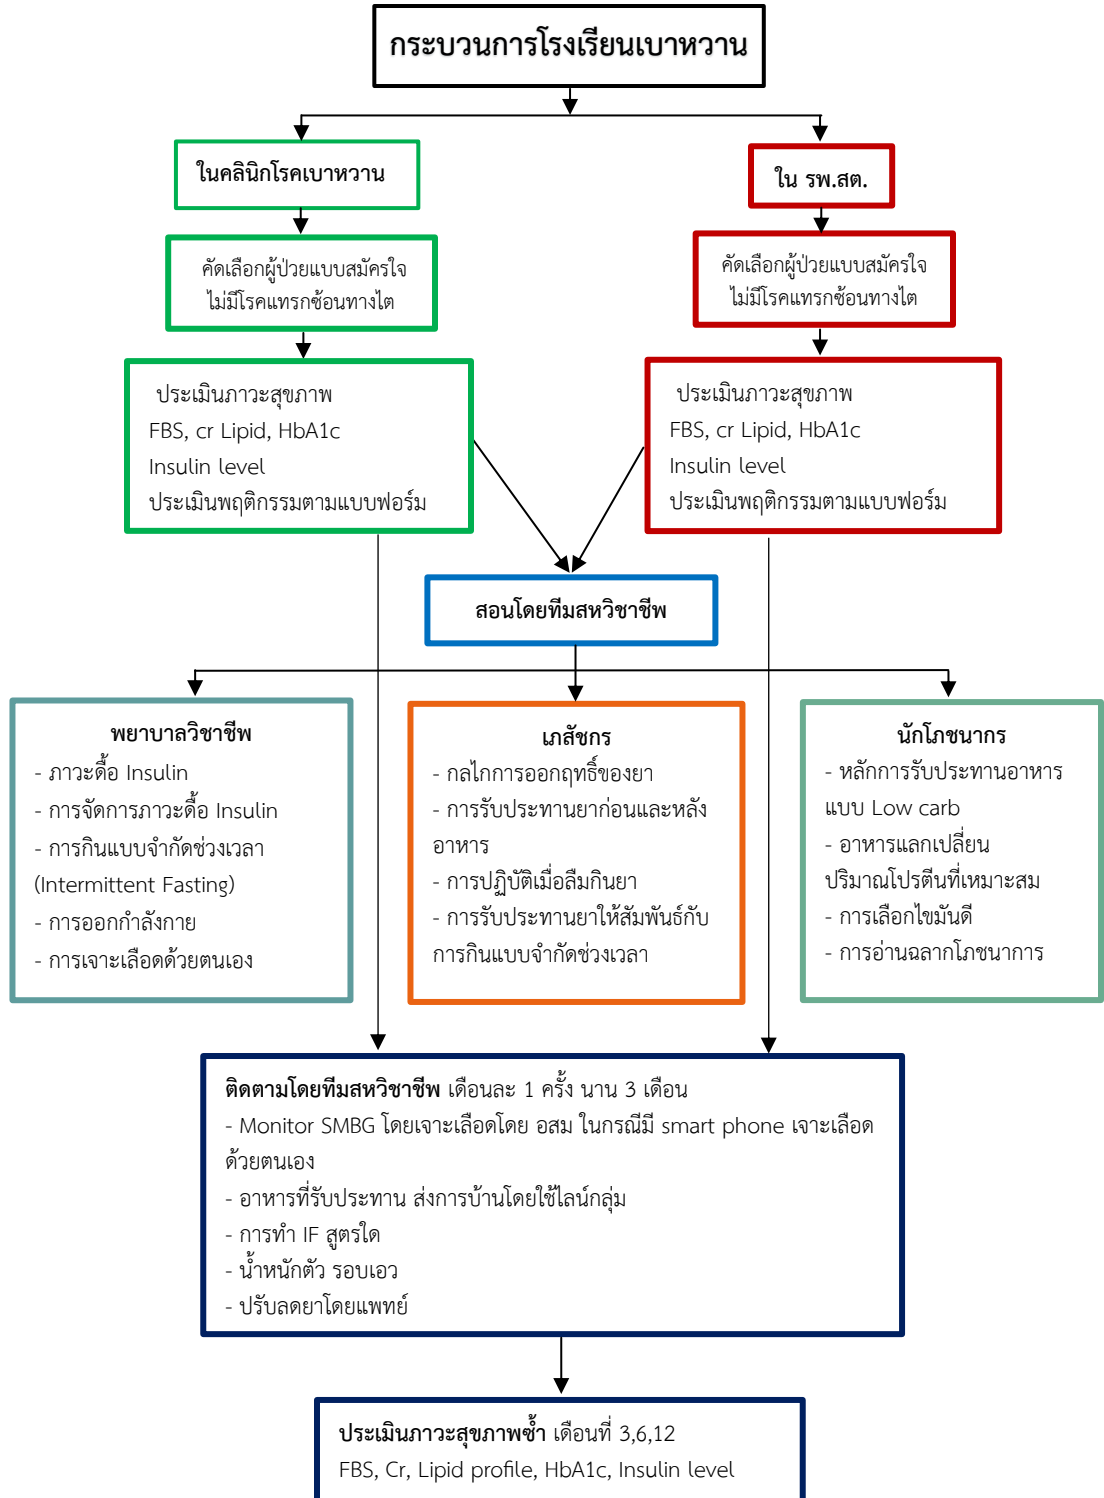 กระบวนการโรงเรียนเบาหวาน
ในคลินิกโรคเบาหวาน
ใน รพ.สต.
คัดเลือกผู้ป่วยแบบสมัครใจ
ไม่มีโรคแทรกซ้อนทางไต
คัดเลือกผู้ป่วยแบบสมัครใจ
ไม่มีโรคแทรกซ้อนทางไต
ประเมินภาวะสุขภาพ
FBS, cr Lipid, HbA1c
Insulin level
ประเมินพฤติกรรมตามแบบฟอร์ม
ประเมินภาวะสุขภาพ
FBS, cr Lipid, HbA1c
Insulin level
ประเมินพฤติกรรมตามแบบฟอร์ม
สอนโดยทีมสหวิชาชีพ
พยาบาลวิชาชีพ
- ภาวะดื้อ Insulin
- การจัดการภาวะดื้อ Insulin
- การกินแบบจำกัดช่วงเวลา
(Intermittent Fasting)
- การออกกำลังกาย
- การเจาะเลือดด้วยตนเอง
เภสัชกร
- กลไกการออกฤทธิ์ของยา
- การรับประทานยาก่อนและหลัง
อาหาร
- การปฏิบัติเมื่อลืมกินยา
- การรับประทานยาให้สัมพันธ์กับ
การกินแบบจำกัดช่วงเวลา
นักโภชนากร
- หลักการรับประทานอาหาร
แบบ Low carb
- อาหารแลกเปลี่ยน
ปริมาณโปรตีนที่เหมาะสม
- การเลือกไขมันดี
- การอ่านฉลากโภชนาการ
ติดตามโดยทีมสหวิชาชีพ เดือนละ 1 ครั้ง นาน 3 เดือน
- Monitor SMBG โดยเจาะเลือดโดย อสม ในกรณีมี smart phone เจาะเลือด
ด้วยตนเอง
- อาหารที่รับประทาน ส่งการบ้านโดยใช้ไลน์กลุ่ม
- การทำ IF สูตรใด
- น้ำหนักตัว รอบเอว
- ปรับลดยาโดยแพทย์
ประเมินภาวะสุขภาพซ้ำ เดือนที่ 3,6,12
FBS, Cr, Lipid profile, HbA1c, Insulin level